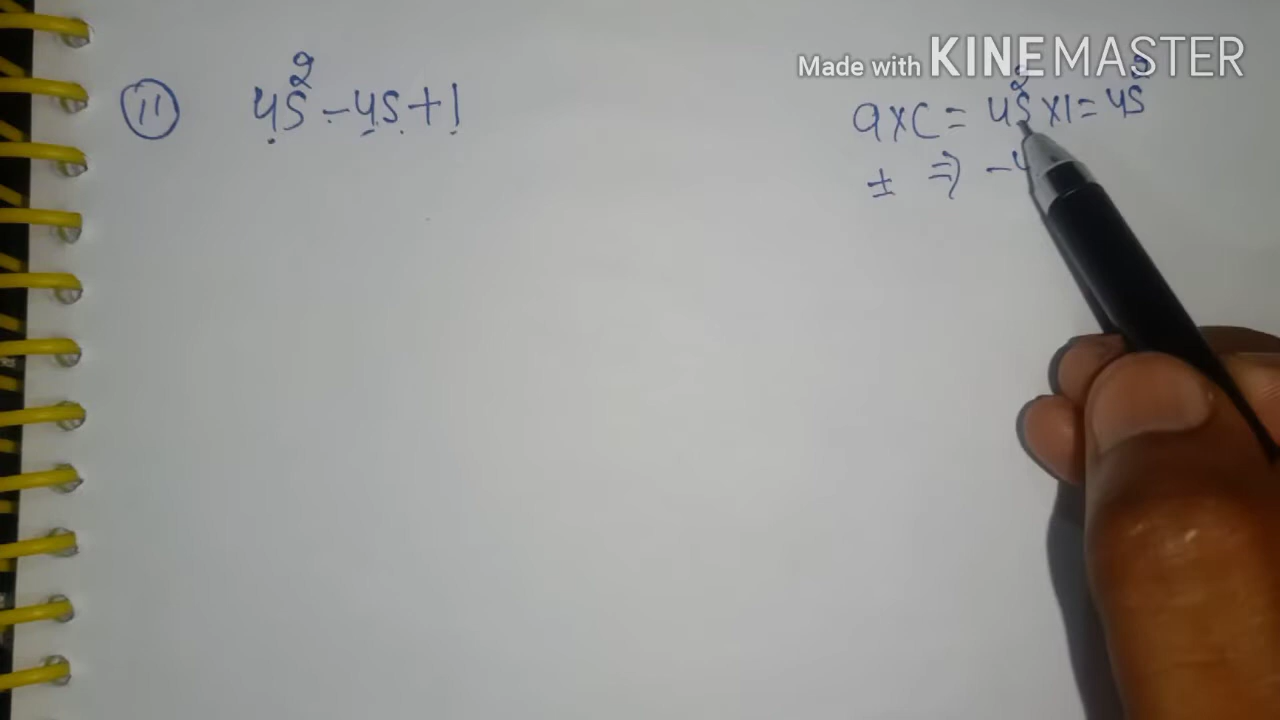 Made with KINEMASTER
(11) 4s² - 4s + 1
a × c = 4s² × 1 = 4s²
± ⇒ - 4